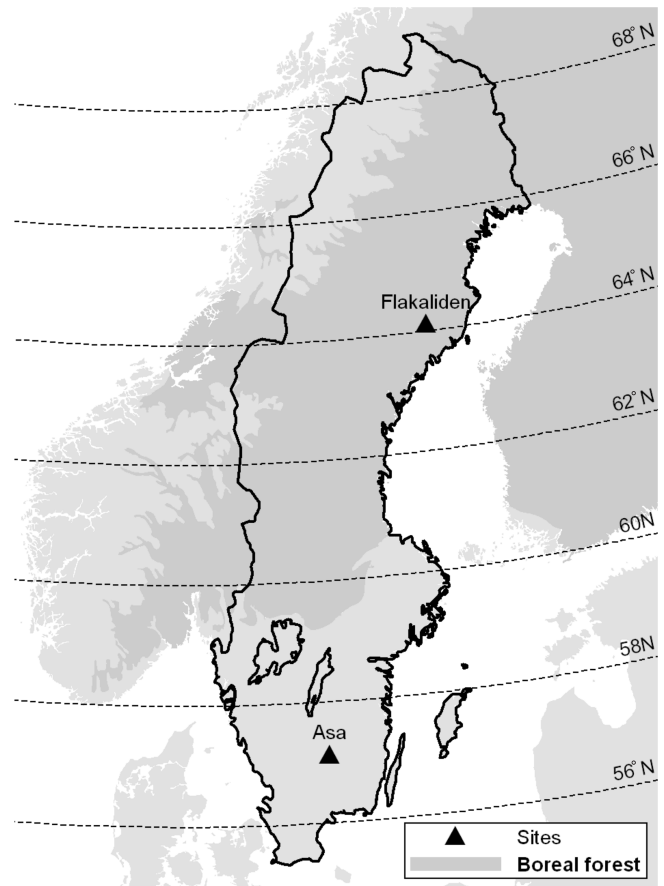 68° N
66° N
64° N
Flakaliden
62° N
60N
58N
Asa
56° N
Sites
Boreal forest